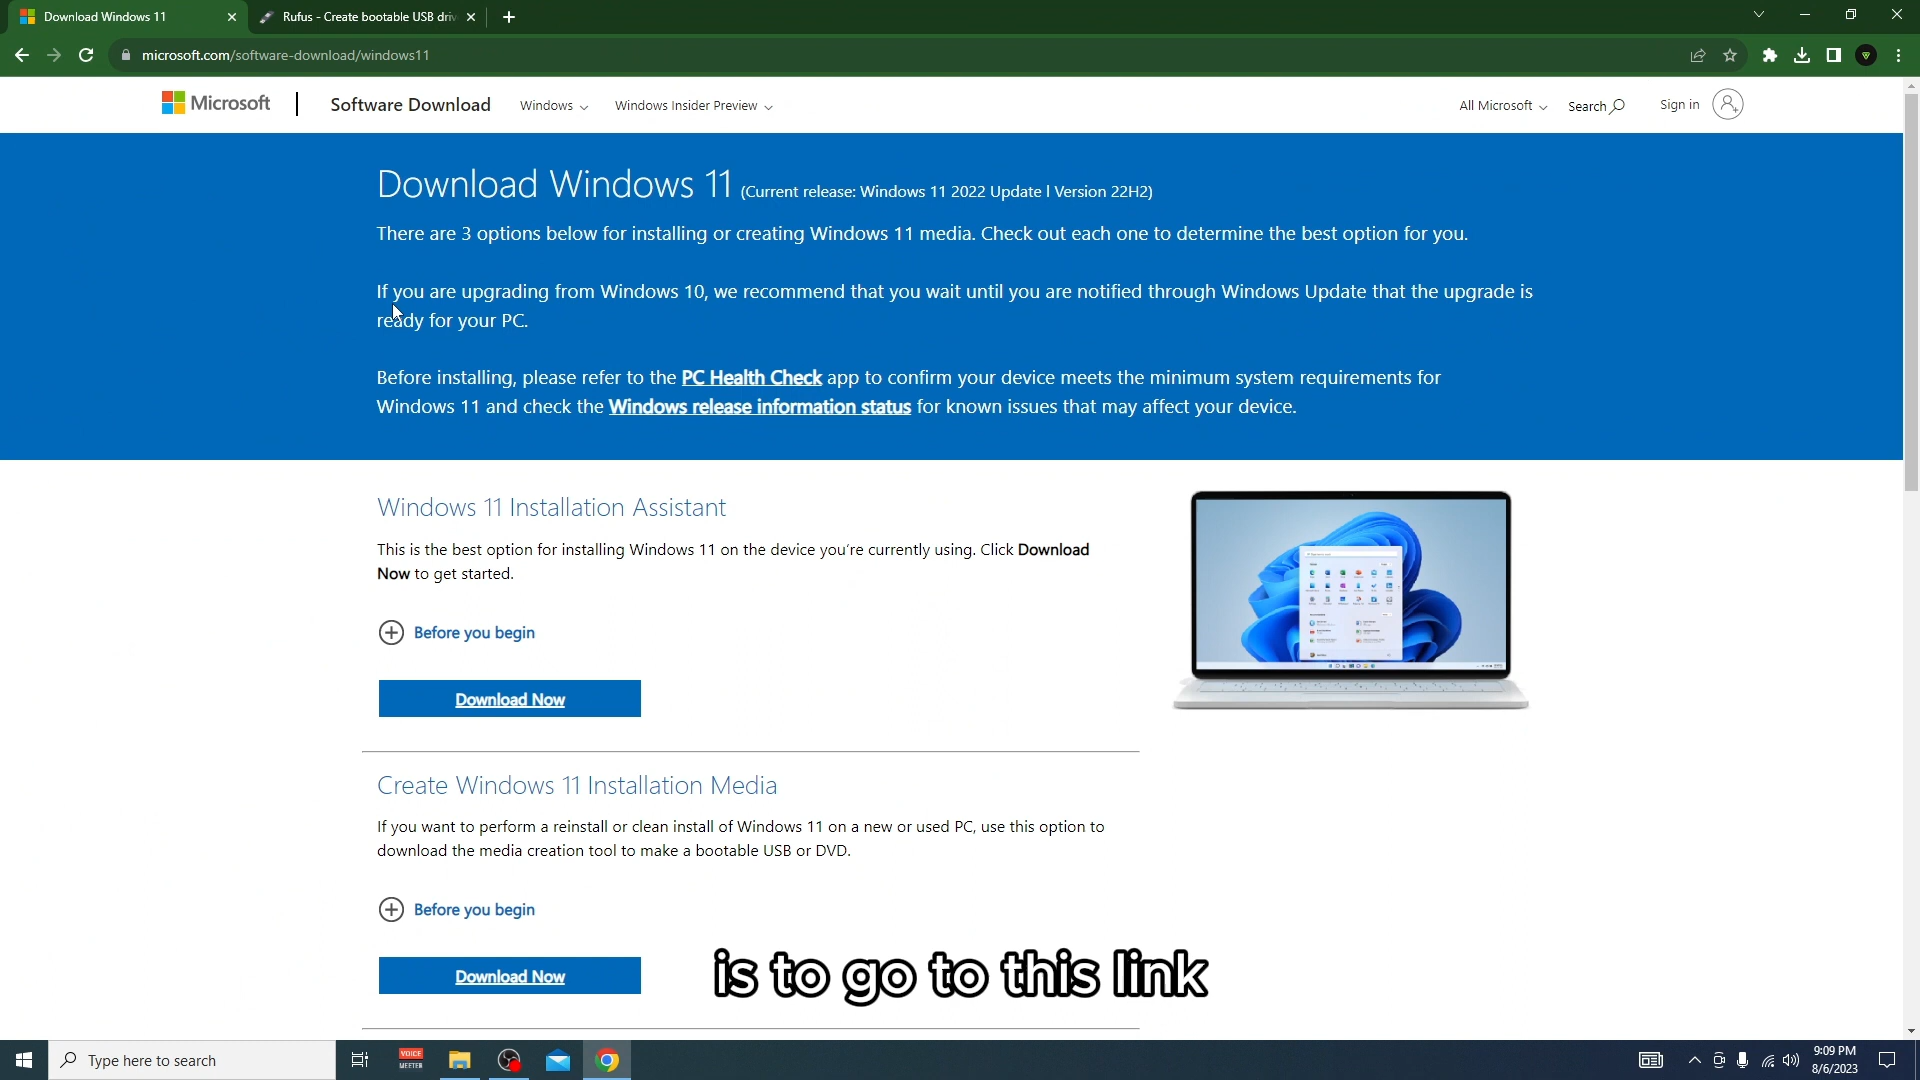 Download Windows 11
Rufus - Create bootable USB driv
microsoft.com/software-download/windows11
Microsoft
Software Download
Windows
Windows Insider Preview
All Microsoft
Search
Sign in
Download Windows 11 (Current release: Windows 11 2022 Update l Version 22H2)
There are 3 options below for installing or creating Windows 11 media. Check out each one to determine the best option for you.
If you are upgrading from Windows 10, we recommend that you wait until you are notified through Windows Update that the upgrade is
ready for your PC.
Before installing, please refer to the PC Health Check app to confirm your device meets the minimum system requirements for
Windows 11 and check the Windows release information status for known issues that may affect your device.
Windows 11 Installation Assistant
This is the best option for installing Windows 11 on the device you're currently using. Click Download
Now to get started.
Before you begin
Download Now
Create Windows 11 Installation Media
If you want to perform a reinstall or clean install of Windows 11 on a new or used PC, use this option to
download the media creation tool to make a bootable USB or DVD.
Before you begin
Download Now
is to go to this link
Type here to search
VOICE
MEETER
9:09 PM
8/6/2023